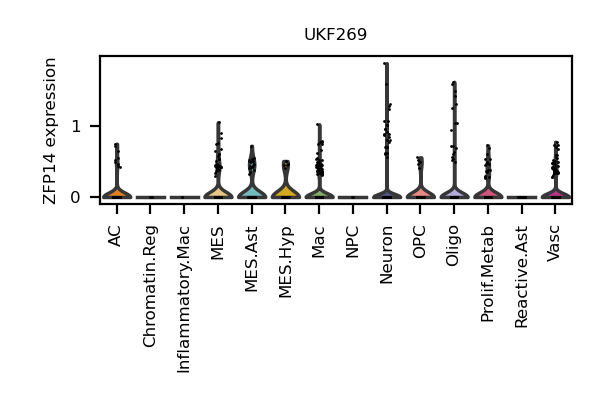 UKF269
ZFP14 expression
1
0
AC
Chromatin.Reg
Inflammatory.Mac
MES
MES.Ast
MES.Hyp
Mac
NPC
Neuron
OPC
Oligo
Prolif.Metab
Reactive.Ast
Vasc